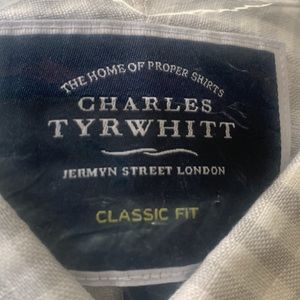 THE HOME OF PROPER SHIRTS
CHARLES
TYRWHITT
JERMYN STREET LONDON
CLASSIC FIT